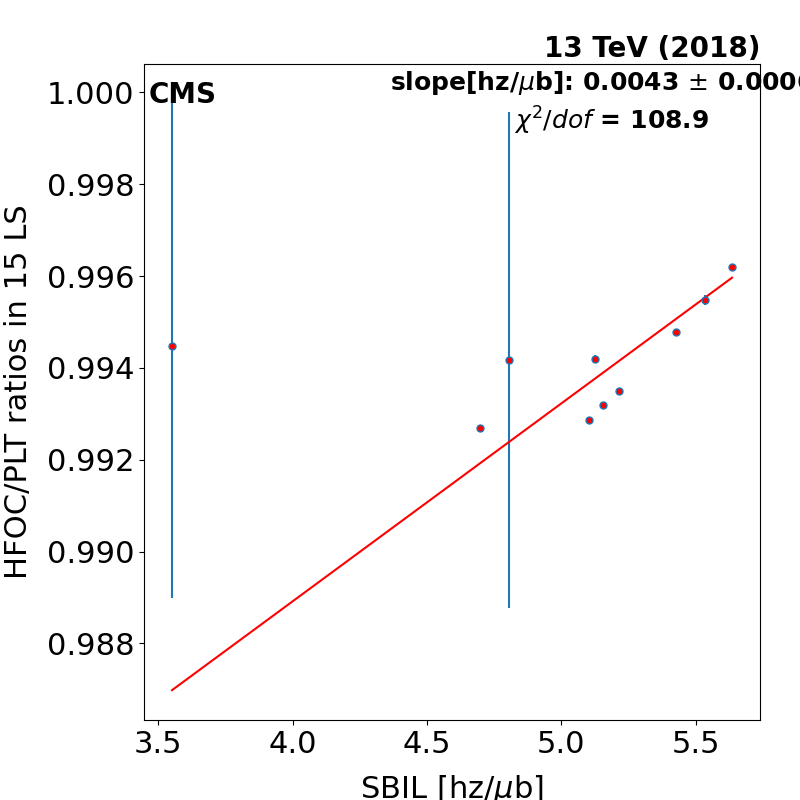 13 TeV (2018)
CMS
slope[hz/μb]: 0.0043 ± 0.000
χ²/dof = 108.9
HFOC/PLT ratios in 15 LS
1.000
0.998
0.996
0.994
0.992
0.990
0.988
3.5 4.0 4.5 5.0 5.5
SBIL [hz/μb]